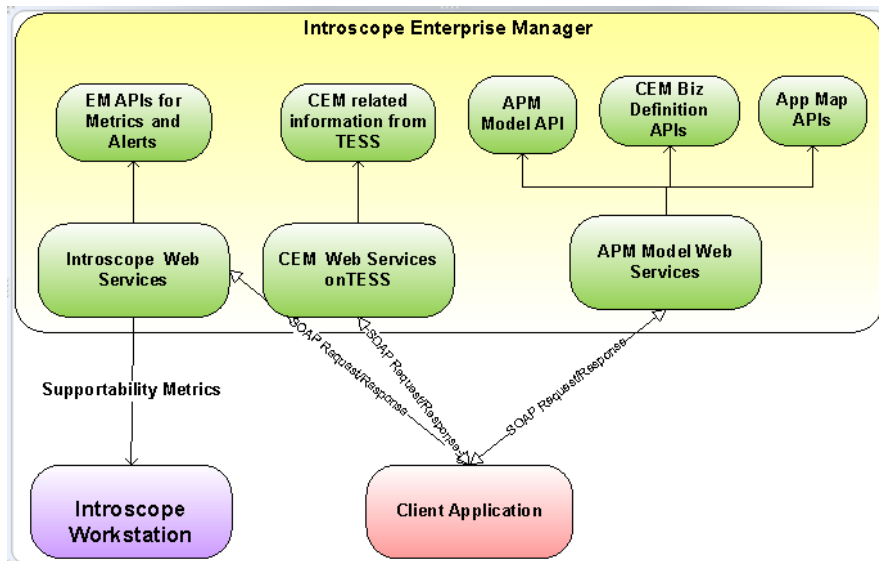 Introscope Enterprise Manager
EM APIs for
Metrics and
Alerts
CEM related
information from
TESS
APM
Model API
CEM Biz
Definition
APIs
App Map
APIs
Introscope Web
Services
CEM Web Services
onTESS
APM Model Web
Services
SOAP Request/Response
SOAP Request/Response
SOAP Request/Response
Supportability Metrics
Introscope
Workstation
Client Application